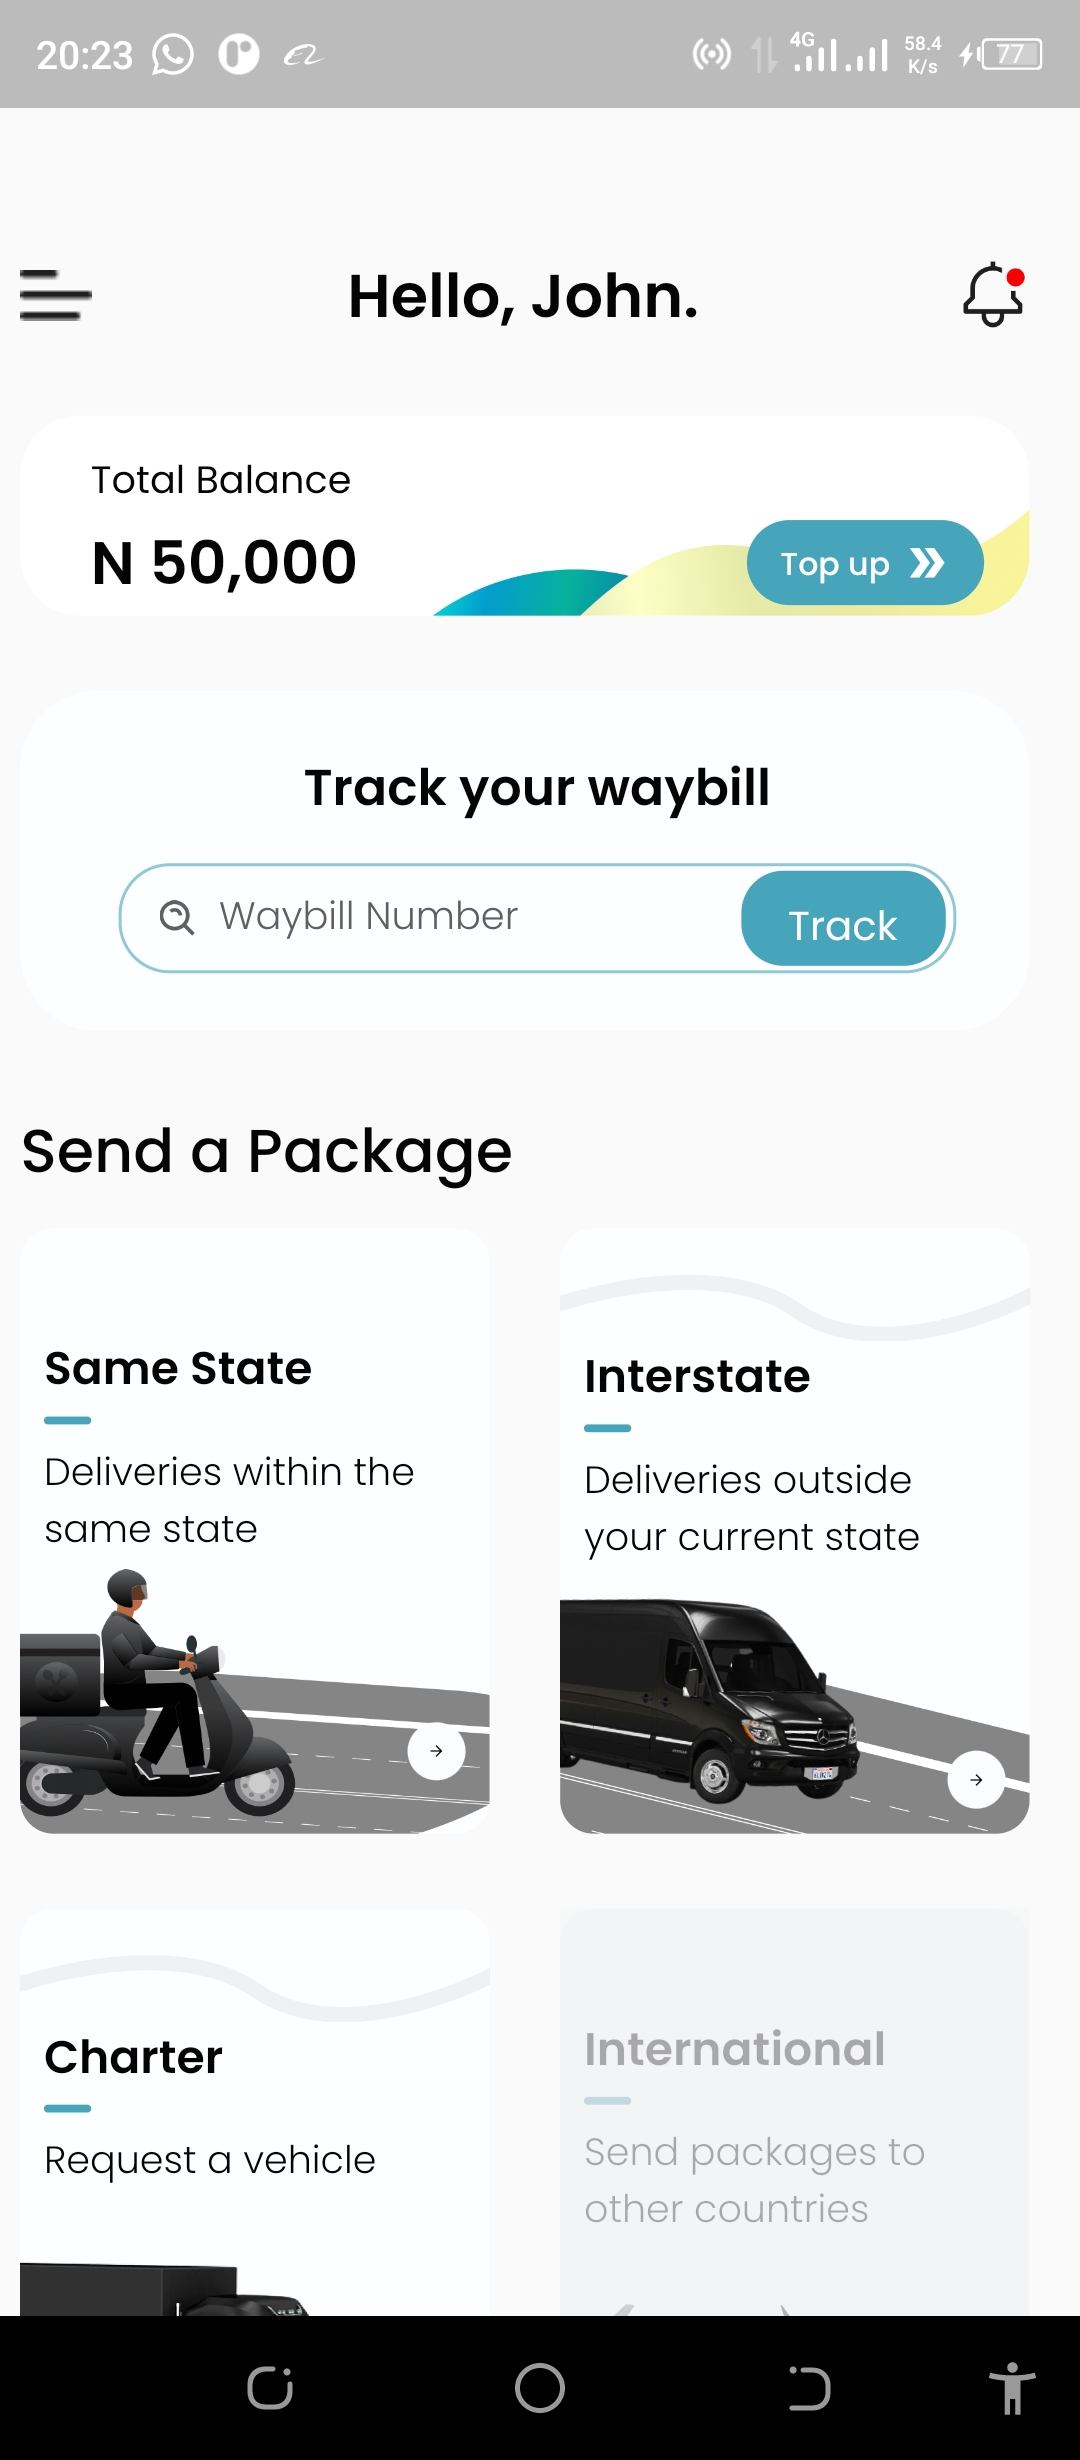 20:23
4G
58.4
K/s
77
Hello, John.
Total Balance
N 50,000
Top up
Track your waybill
Waybill Number
Track
Send a Package
Same State
Deliveries within the
same state
Interstate
Deliveries outside
your current state
Charter
Request a vehicle
International
Send packages to
other countries